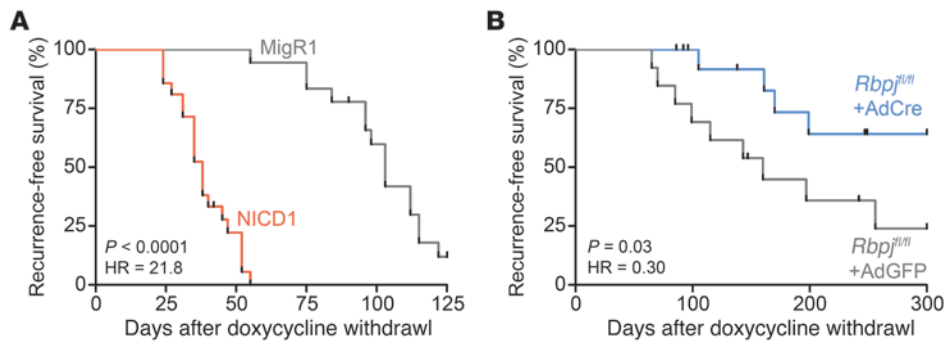 A
Recurrence-free survival (%)
100
75
50
25
0
MigR1
NICD1
P < 0.0001
HR = 21.8
0
25
50
75
100
125
Days after doxycycline withdrawl
B
Recurrence-free survival (%)
100
75
50
25
0
Rbpjfl/fl
+AdCre
Rbpjfl/fl
+AdGFP
P = 0.03
HR = 0.30
0
100
200
300
Days after doxycycline withdrawl